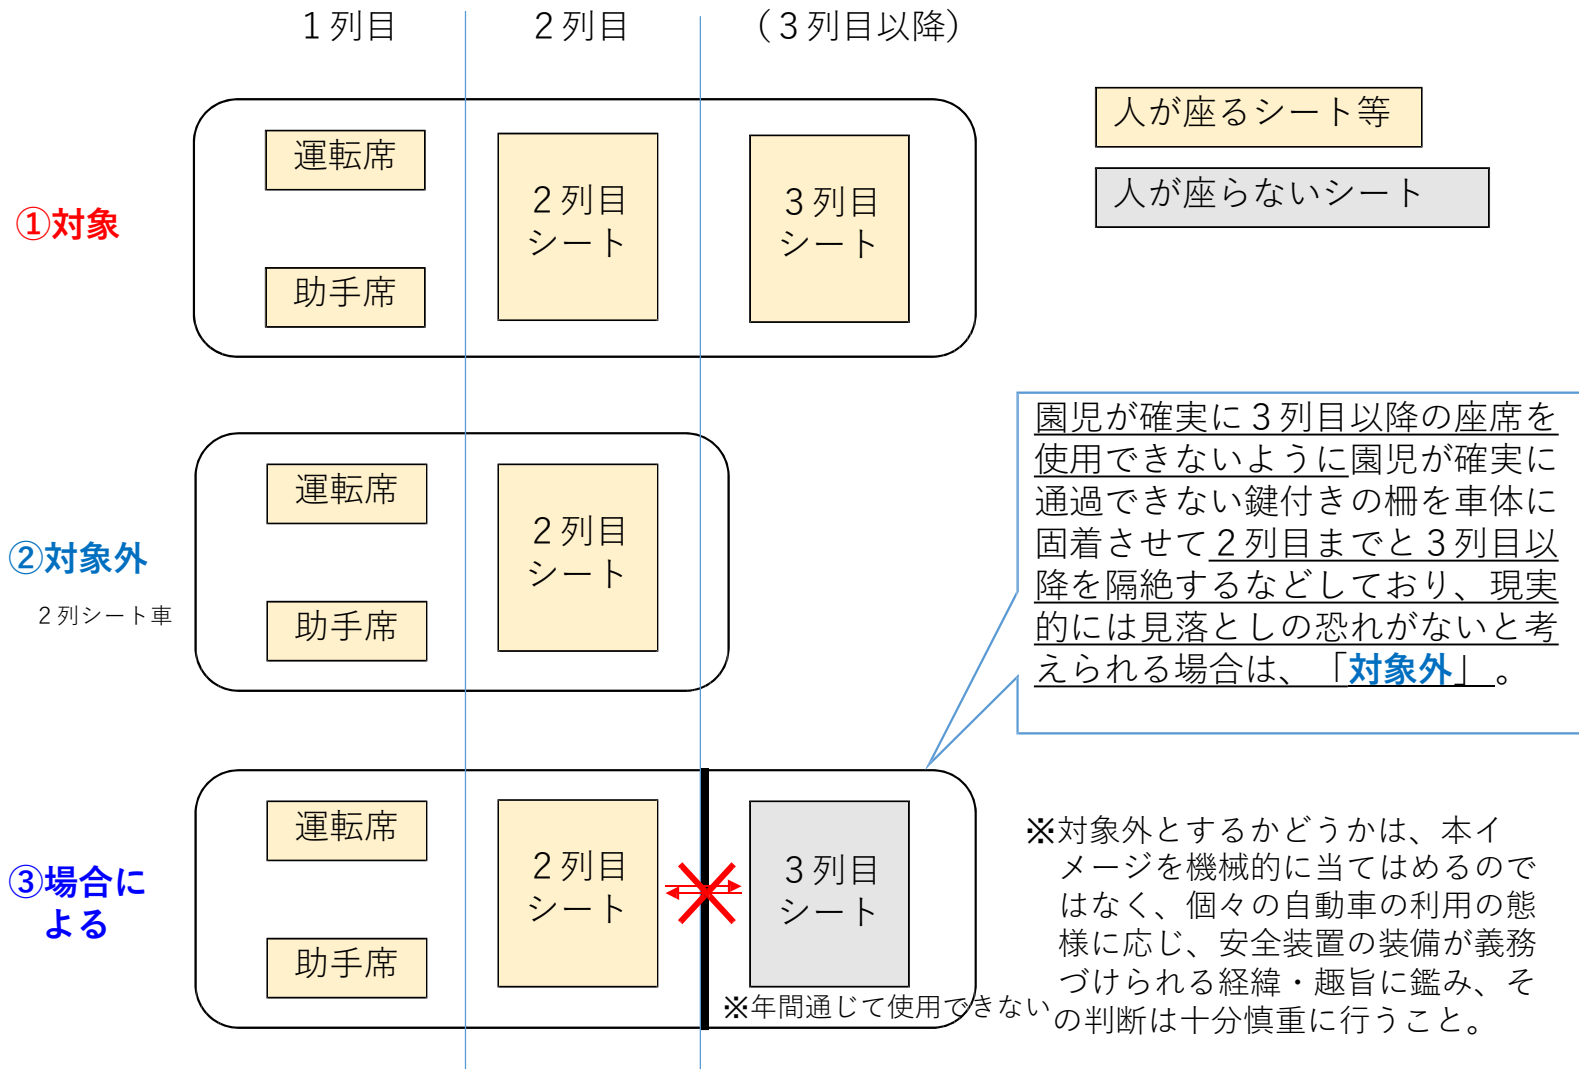 1列目
2列目
（3列目以降）
人が座るシート等
人が座らないシート
①対象
運転席
助手席
2列目
シート
3列目
シート
②対象外
2列シート車
運転席
助手席
2列目
シート
園児が確実に3列目以降の座席を
使用できないように園児が確実に
通過できない鍵付きの柵を車体に
固着させて2列目までと3列目以
降を隔絶するなどしており、現実
的には見落としの恐れがないと考
えられる場合は、「対象外」。
③場合に
よる
運転席
助手席
2列目
シート
3列目
シート
※年間通じて使用できない
※対象外とするかどうかは、本イ
メージを機械的に当てはめるので
はなく、個々の自動車の利用の態
様に応じ、安全装置の装備が義務
づけられる経緯・趣旨に鑑み、そ
の判断は十分慎重に行うこと。